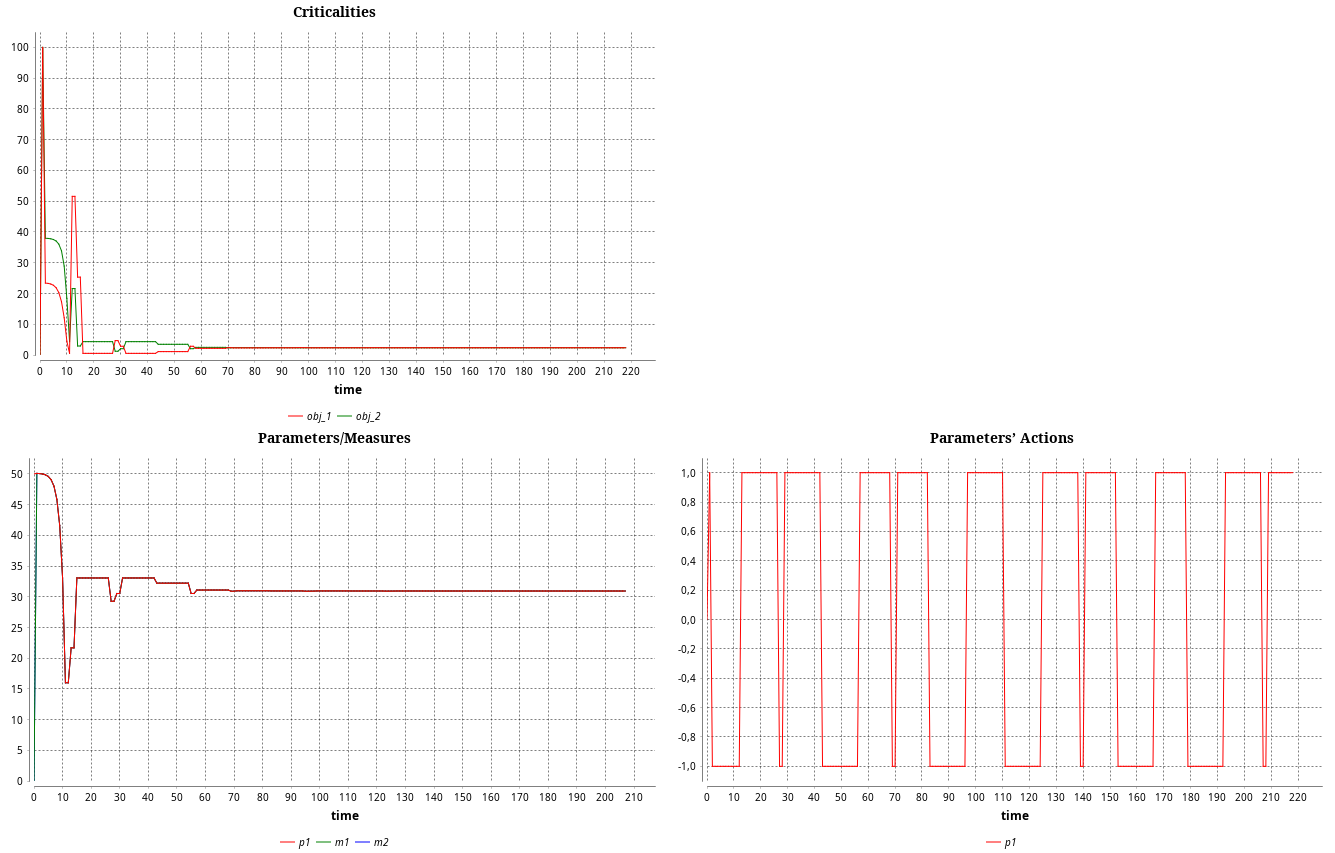 Criticalities
100
90
80
70
60
50
40
30
20
10
0
0 10 20 30 40 50 60 70 80 90 100 110 120 130 140 150 160 170 180 190 200 210 220
time
obj_1 obj_2
Parameters/Measures
50
45
40
35
30
25
20
15
10
5
0
0 10 20 30 40 50 60 70 80 90 100 110 120 130 140 150 160 170 180 190 200 210
time
p1 m1 m2
Parameters’ Actions
1,0
0,8
0,6
0,4
0,2
0,0
-0,2
-0,4
-0,6
-0,8
-1,0
0 10 20 30 40 50 60 70 80 90 100 110 120 130 140 150 160 170 180 190 200 210 220
time
p1